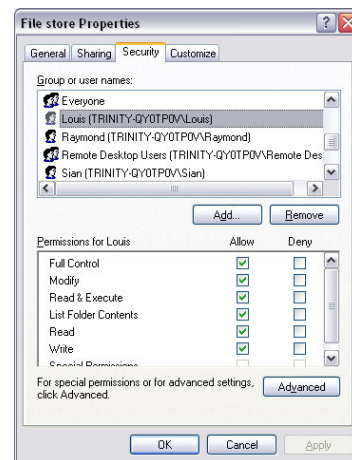 File store Properties
General Sharing Security Customize
Group or user names:
Everyone
Louis (TRINITY-QY0TP0V\Louis)
Raymond (TRINITY-QY0TP0V\Raymond)
Remote Desktop Users (TRINITY-QY0TP0V\Remote Des
Sian (TRINITY-QY0TP0V\Sian)
Add... Remove
Permissions for Louis Allow Deny
Full Control
Modify
Read & Execute
List Folder Contents
Read
Write
Special Permissions
For special permissions or for advanced settings,
click Advanced.
Advanced
OK Cancel Apply